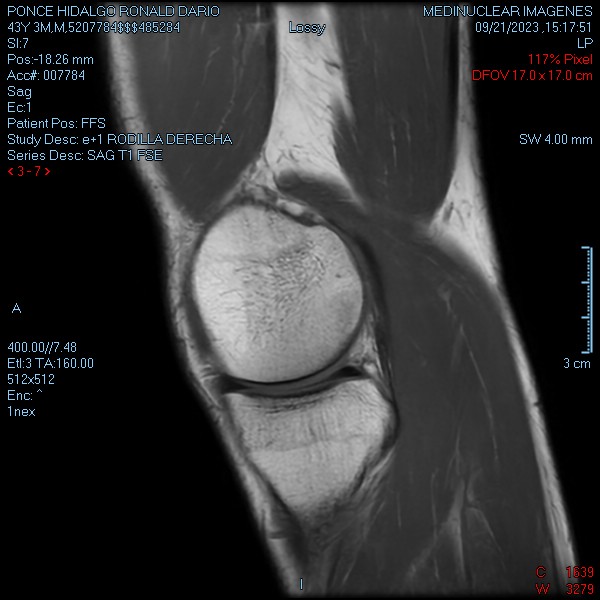 PONCE HIDALGO RONALD DARIO
43Y 3M,M,5207784$$$485284
Sl:7
Pos:-18.26 mm
Acc#: 007784
Sag
Ec:1
Patient Pos: FFS
Study Desc: e+1 RODILLA DERECHA
Series Desc: SAG T1 FSE
< 3 - 7 >
Lossy
MEDINUCLEAR IMAGENES
09/21/2023 ,15:17:51
LP
117% Pixel
DFOV 17.0 x 17.0 cm
SW 4.00 mm
A
400.00//7.48
Etl:3 TA:160.00
512x512
Enc: ^
1nex
3 cm
I
C 1639
W 3279